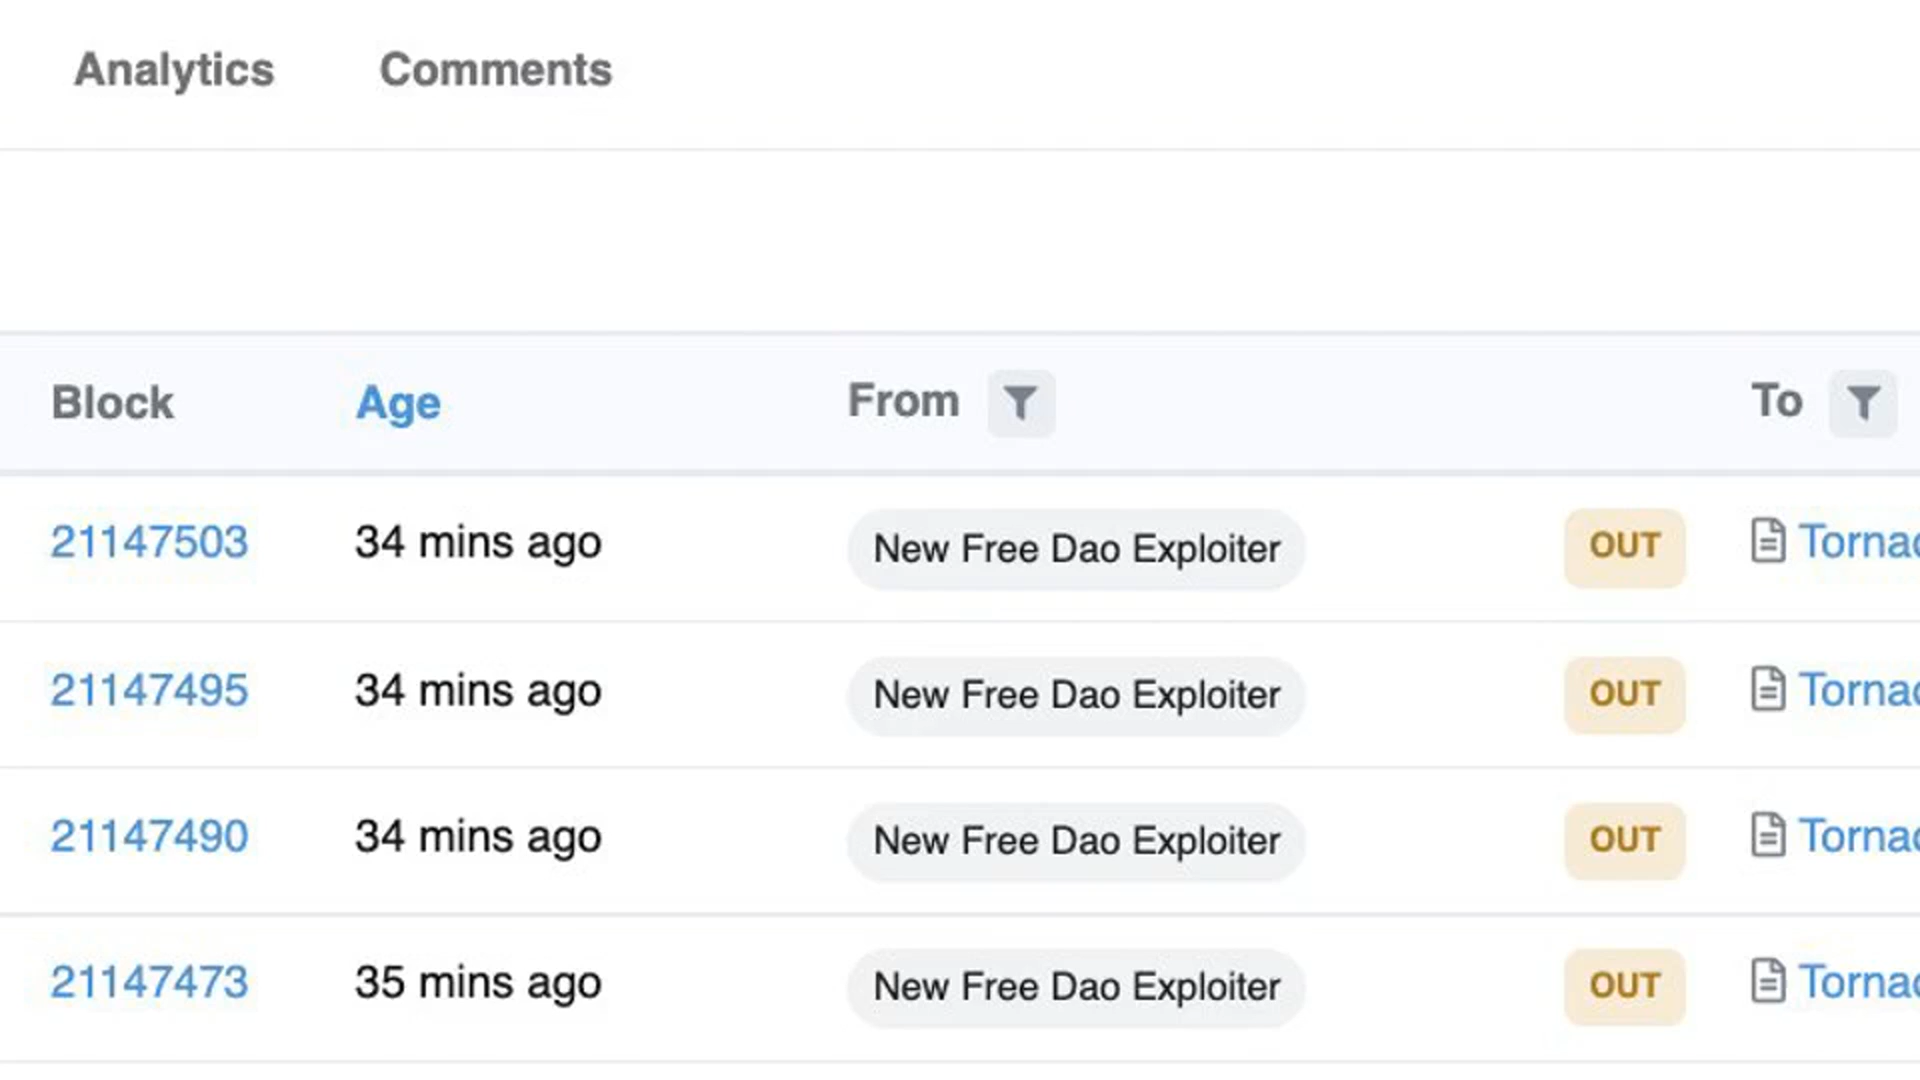 Analytics Comments
Block Age From To
21147503 34 mins ago New Free Dao Exploiter OUT
21147495 34 mins ago New Free Dao Exploiter OUT
21147490 34 mins ago New Free Dao Exploiter OUT
21147473 35 mins ago New Free Dao Exploiter OUT